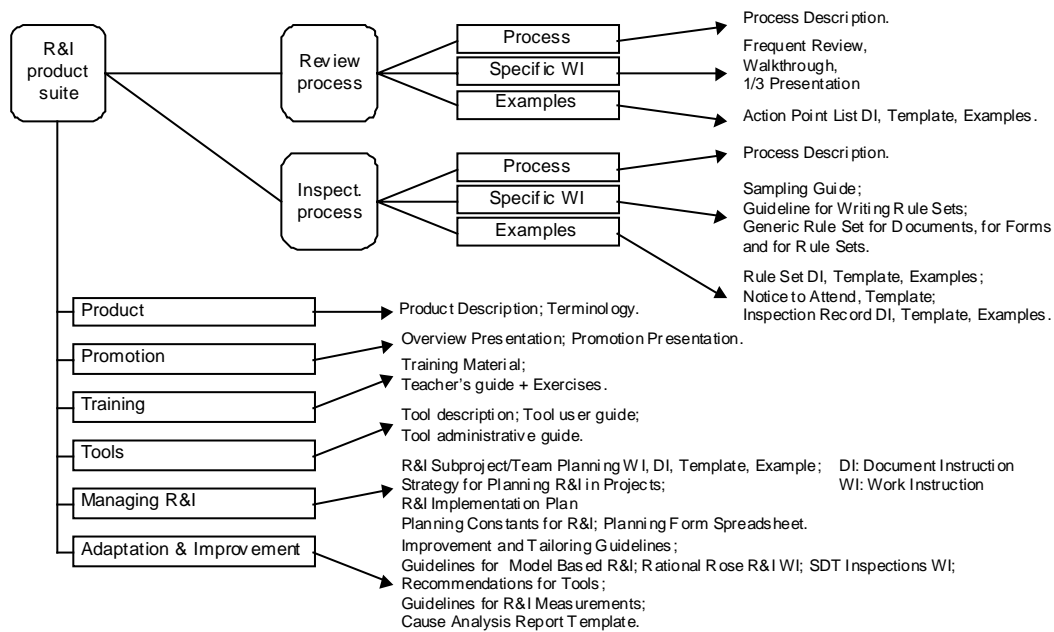 R&I
product
suite
Review
process
Process
Specific WI
Examples
Process Description.
Frequent Review,
Walkthrough,
1/3 Presentation
Action Point List DI, Template, Examples.
Inspect.
process
Process
Specific WI
Examples
Process Description.
Sampling Guide;
Guideline for Writing Rule Sets;
Generic Rule Set for Documents, for Forms
and for Rule Sets.
Rule Set DI, Template, Examples;
Notice to Attend, Template;
Inspection Record DI, Template, Examples.
Product
Product Description; Terminology.
Promotion
Overview Presentation; Promotion Presentation.
Training
Training Material;
Teacher's guide + Exercises.
Tools
Tool description; Tool user guide;
Tool administrative guide.
Managing R&I
R&I Subproject/Team Planning WI, DI, Template, Example;
Strategy for Planning R&I in Projects;
R&I Implementation Plan
Planning Constants for R&I; Planning Form Spreadsheet.
DI: Document Instruction
WI: Work Instruction
Adaptation & Improvement
Improvement and Tailoring Guidelines;
Guidelines for Model Based R&I; Rational Rose R&I WI; SDT Inspections WI;
Recommendations for Tools;
Guidelines for R&I Measurements;
Cause Analysis Report Template.